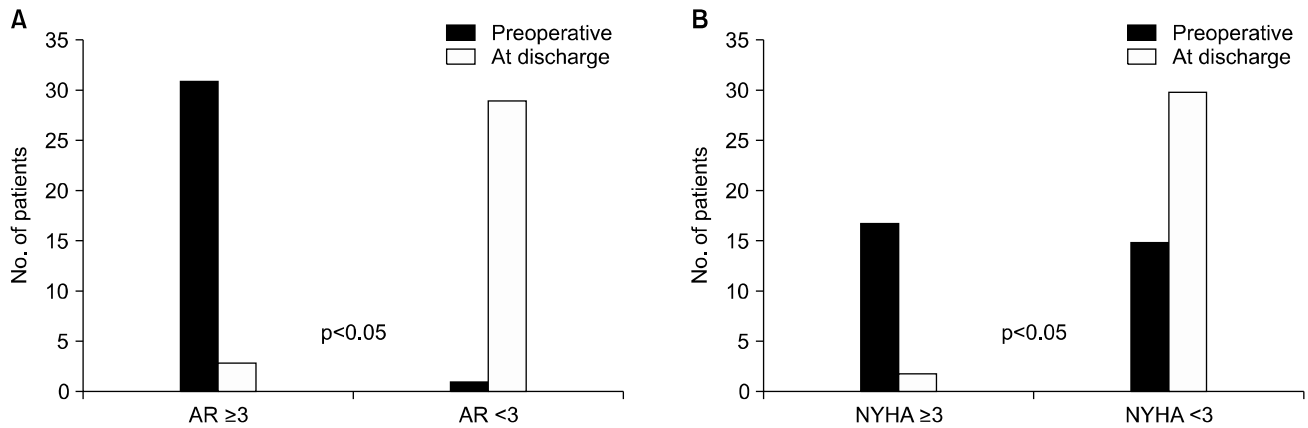 A
Preoperative
At discharge
No. of patients
35
30
25
20
15
10
5
0
p<0.05
AR ≥3
AR <3
B
Preoperative
At discharge
No. of patients
35
30
25
20
15
10
5
0
p<0.05
NYHA ≥3
NYHA <3